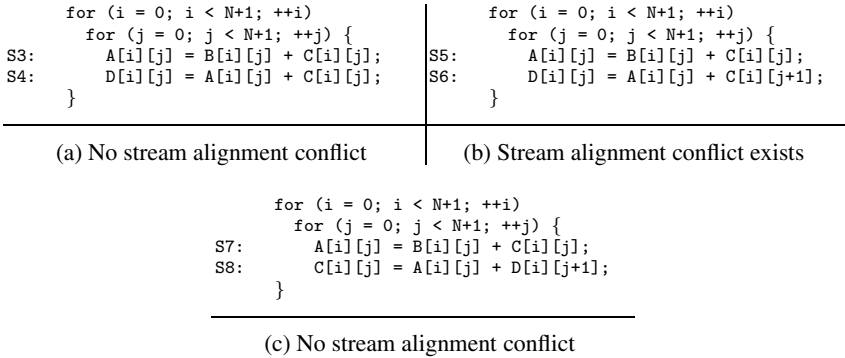 for (i = 0; i < N+1; ++i)
for (j = 0; j < N+1; ++j) {
S3: A[i][j] = B[i][j] + C[i][j];
S4: D[i][j] = A[i][j] + C[i][j];
}
(a) No stream alignment conflict
for (i = 0; i < N+1; ++i)
for (j = 0; j < N+1; ++j) {
S5: A[i][j] = B[i][j] + C[i][j];
S6: D[i][j] = A[i][j] + C[i][j+1];
}
(b) Stream alignment conflict exists
for (i = 0; i < N+1; ++i)
for (j = 0; j < N+1; ++j) {
S7: A[i][j] = B[i][j] + C[i][j];
S8: C[i][j] = A[i][j] + D[i][j+1];
}
(c) No stream alignment conflict